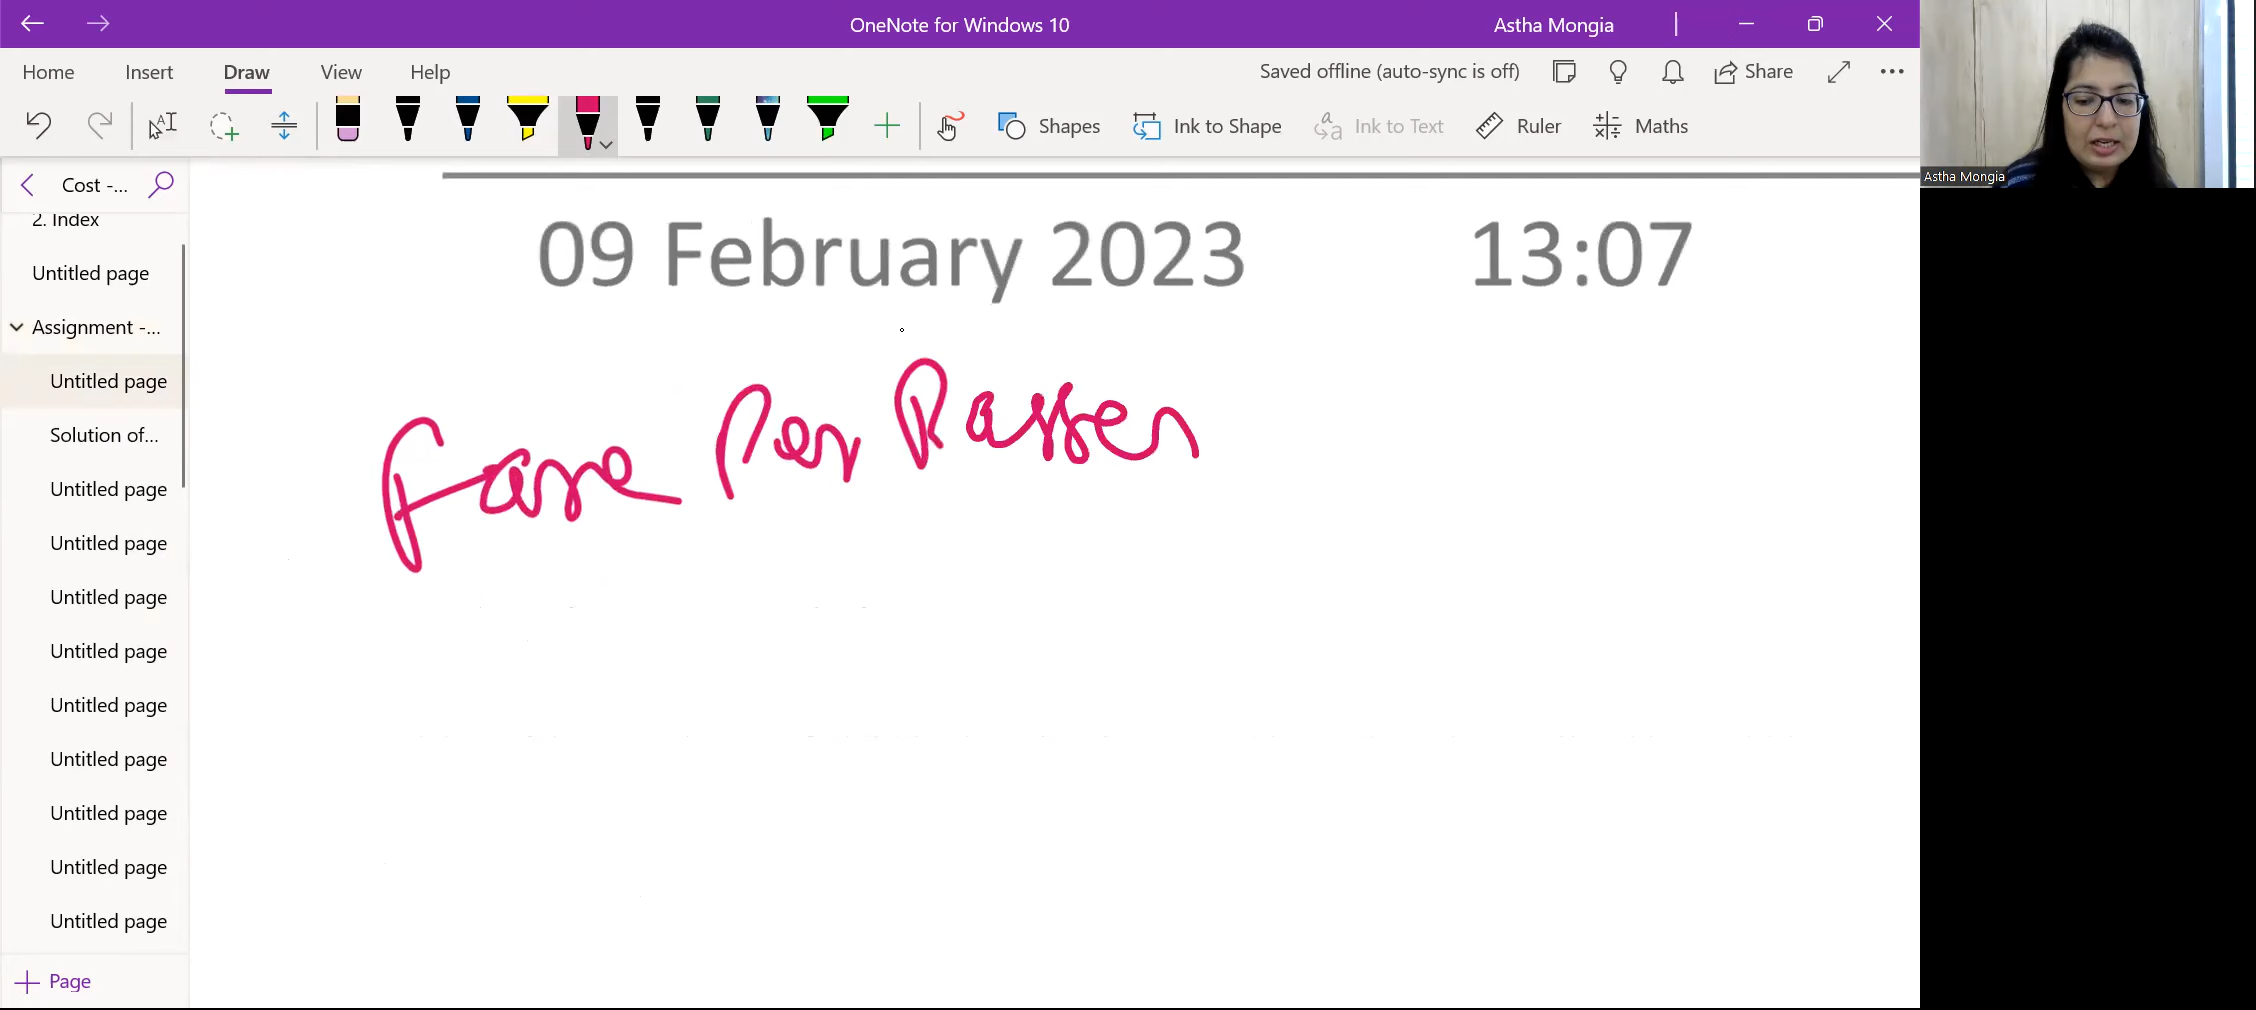 OneNote for Windows 10
Astha Mongia
Home Insert Draw View Help
Saved offline (auto-sync is off) Share
Shapes Ink to Shape Ink to Text Ruler Maths
Astha Mongia
Cost -...
2. Index
Untitled page
Assignment -...
Untitled page
Solution of...
Untitled page
Untitled page
Untitled page
Untitled page
Untitled page
Untitled page
Untitled page
Untitled page
Untitled page
Page
09 February 2023 13:07
Fare Per Passen